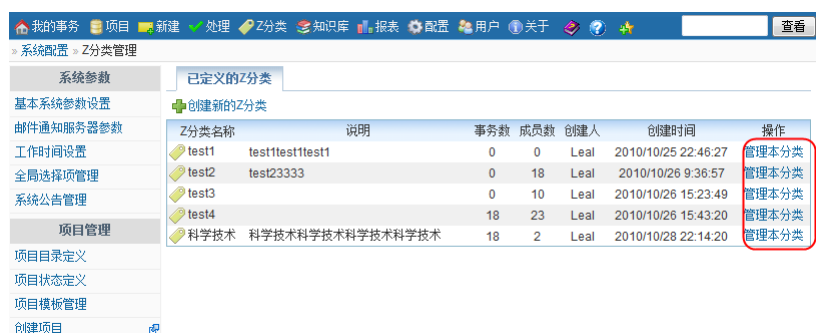 我的事务 项目 新建 处理 Z分类 知识库 报表 配置 用户 关于 查看
» 系统配置 » Z分类管理
系统参数
基本系统参数设置
邮件通知服务器参数
工作时间设置
全局选择项管理
系统公告管理
项目管理
项目目录定义
项目状态定义
项目模板管理
创建项目
已定义的Z分类
创建新的Z分类
Z分类名称 说明 事务数 成员数 创建人 创建时间 操作
test1 test1test1test1 0 0 Leal 2010/10/25 22:46:27 管理本分类
test2 test23333 0 18 Leal 2010/10/26 9:36:57 管理本分类
test3 0 10 Leal 2010/10/26 15:23:49 管理本分类
test4 18 23 Leal 2010/10/26 15:43:20 管理本分类
科学技术 科学技术科学技术科学技术科学技术 18 2 Leal 2010/10/28 22:14:20 管理本分类